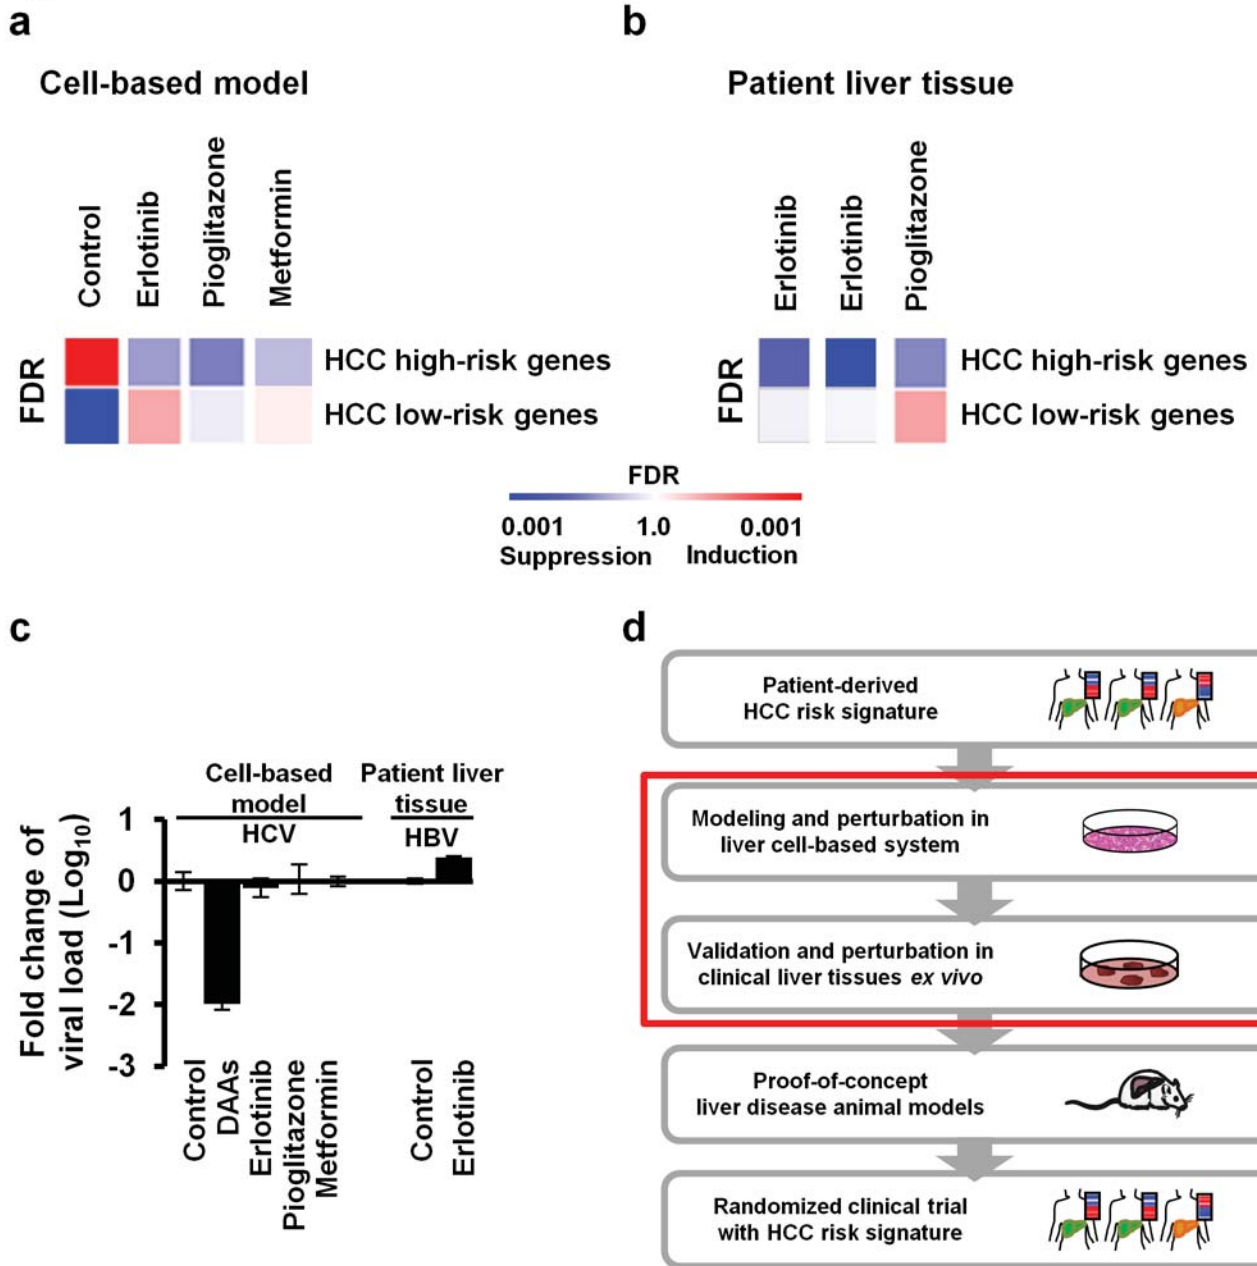 a
Cell-based model
Control
Erlotinib
Pioglitazone
Metformin
FDR
HCC high-risk genes
HCC low-risk genes
b
Patient liver tissue
Erlotinib
Erlotinib
Pioglitazone
FDR
HCC high-risk genes
HCC low-risk genes
FDR
0.001 1.0 0.001
Suppression Induction
c
Cell-based
model
HCV
Patient liver
tissue
HBV
Fold change of
viral load (Log10)
1
0
-1
-2
-3
Control
DAAs
Erlotinib
Pioglitazone
Metformin
Control
Erlotinib
d
Patient-derived
HCC risk signature
Modeling and perturbation in
liver cell-based system
Validation and perturbation in
clinical liver tissues ex vivo
Proof-of-concept
liver disease animal models
Randomized clinical trial
with HCC risk signature